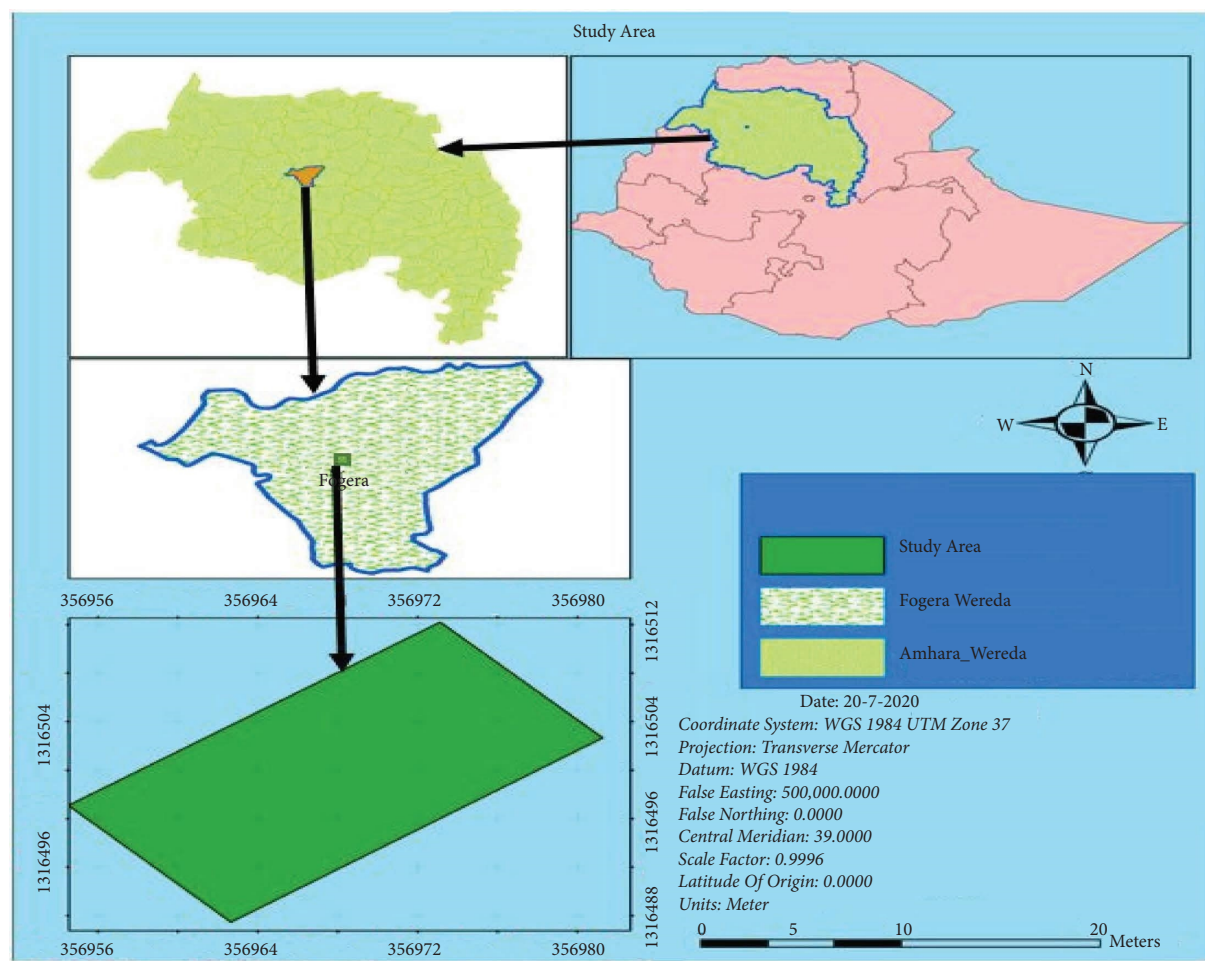 Study Area
N
W
E
Fogera
Study Area
Fogera Wereda
Amhara_Wereda
356956 356964 356972 356980
1316504
1316496
1316512
1316504
1316496
1316488
356956 356964 356972 356980
Date: 20-7-2020
Coordinate System: WGS 1984 UTM Zone 37
Projection: Transverse Mercator
Datum: WGS 1984
False Easting: 500,000.0000
False Northing: 0.0000
Central Meridian: 39.0000
Scale Factor: 0.9996
Latitude Of Origin: 0.0000
Units: Meter
0 5 10 20 Meters